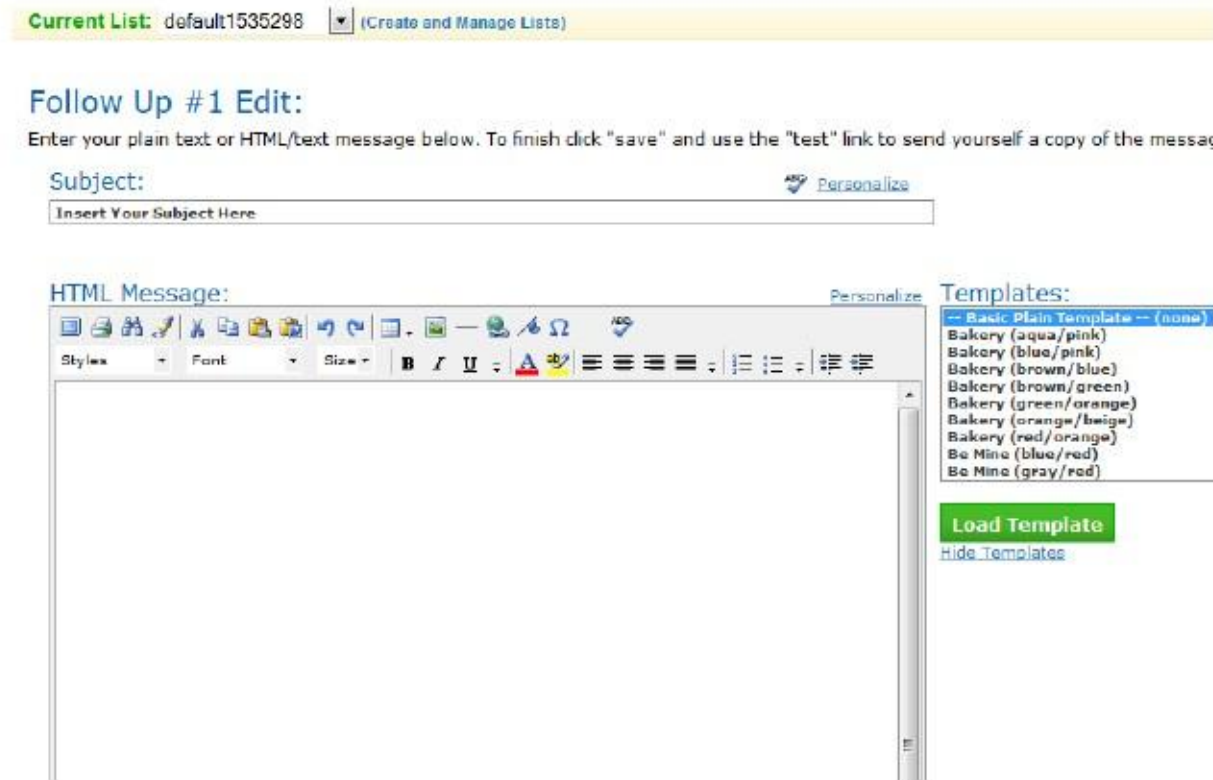 Current List: default1535298 (Create and Manage Lists)
Follow Up #1 Edit:
Enter your plain text or HTML/text message below. To finish click "save" and use the "test" link to send yourself a copy of the messag
Subject: Personalize
Insert Your Subject Here
HTML Message: Personalize Templates:
Styles Font Size B I U A
-- Basic Plain Template -- (none)
Bakery (aqua/pink)
Bakery (blue/pink)
Bakery (brown/blue)
Bakery (brown/green)
Bakery (green/orange)
Bakery (orange/beige)
Bakery (red/orange)
Be Mine (blue/red)
Be Mine (gray/red)
Load Template
Hide Templates